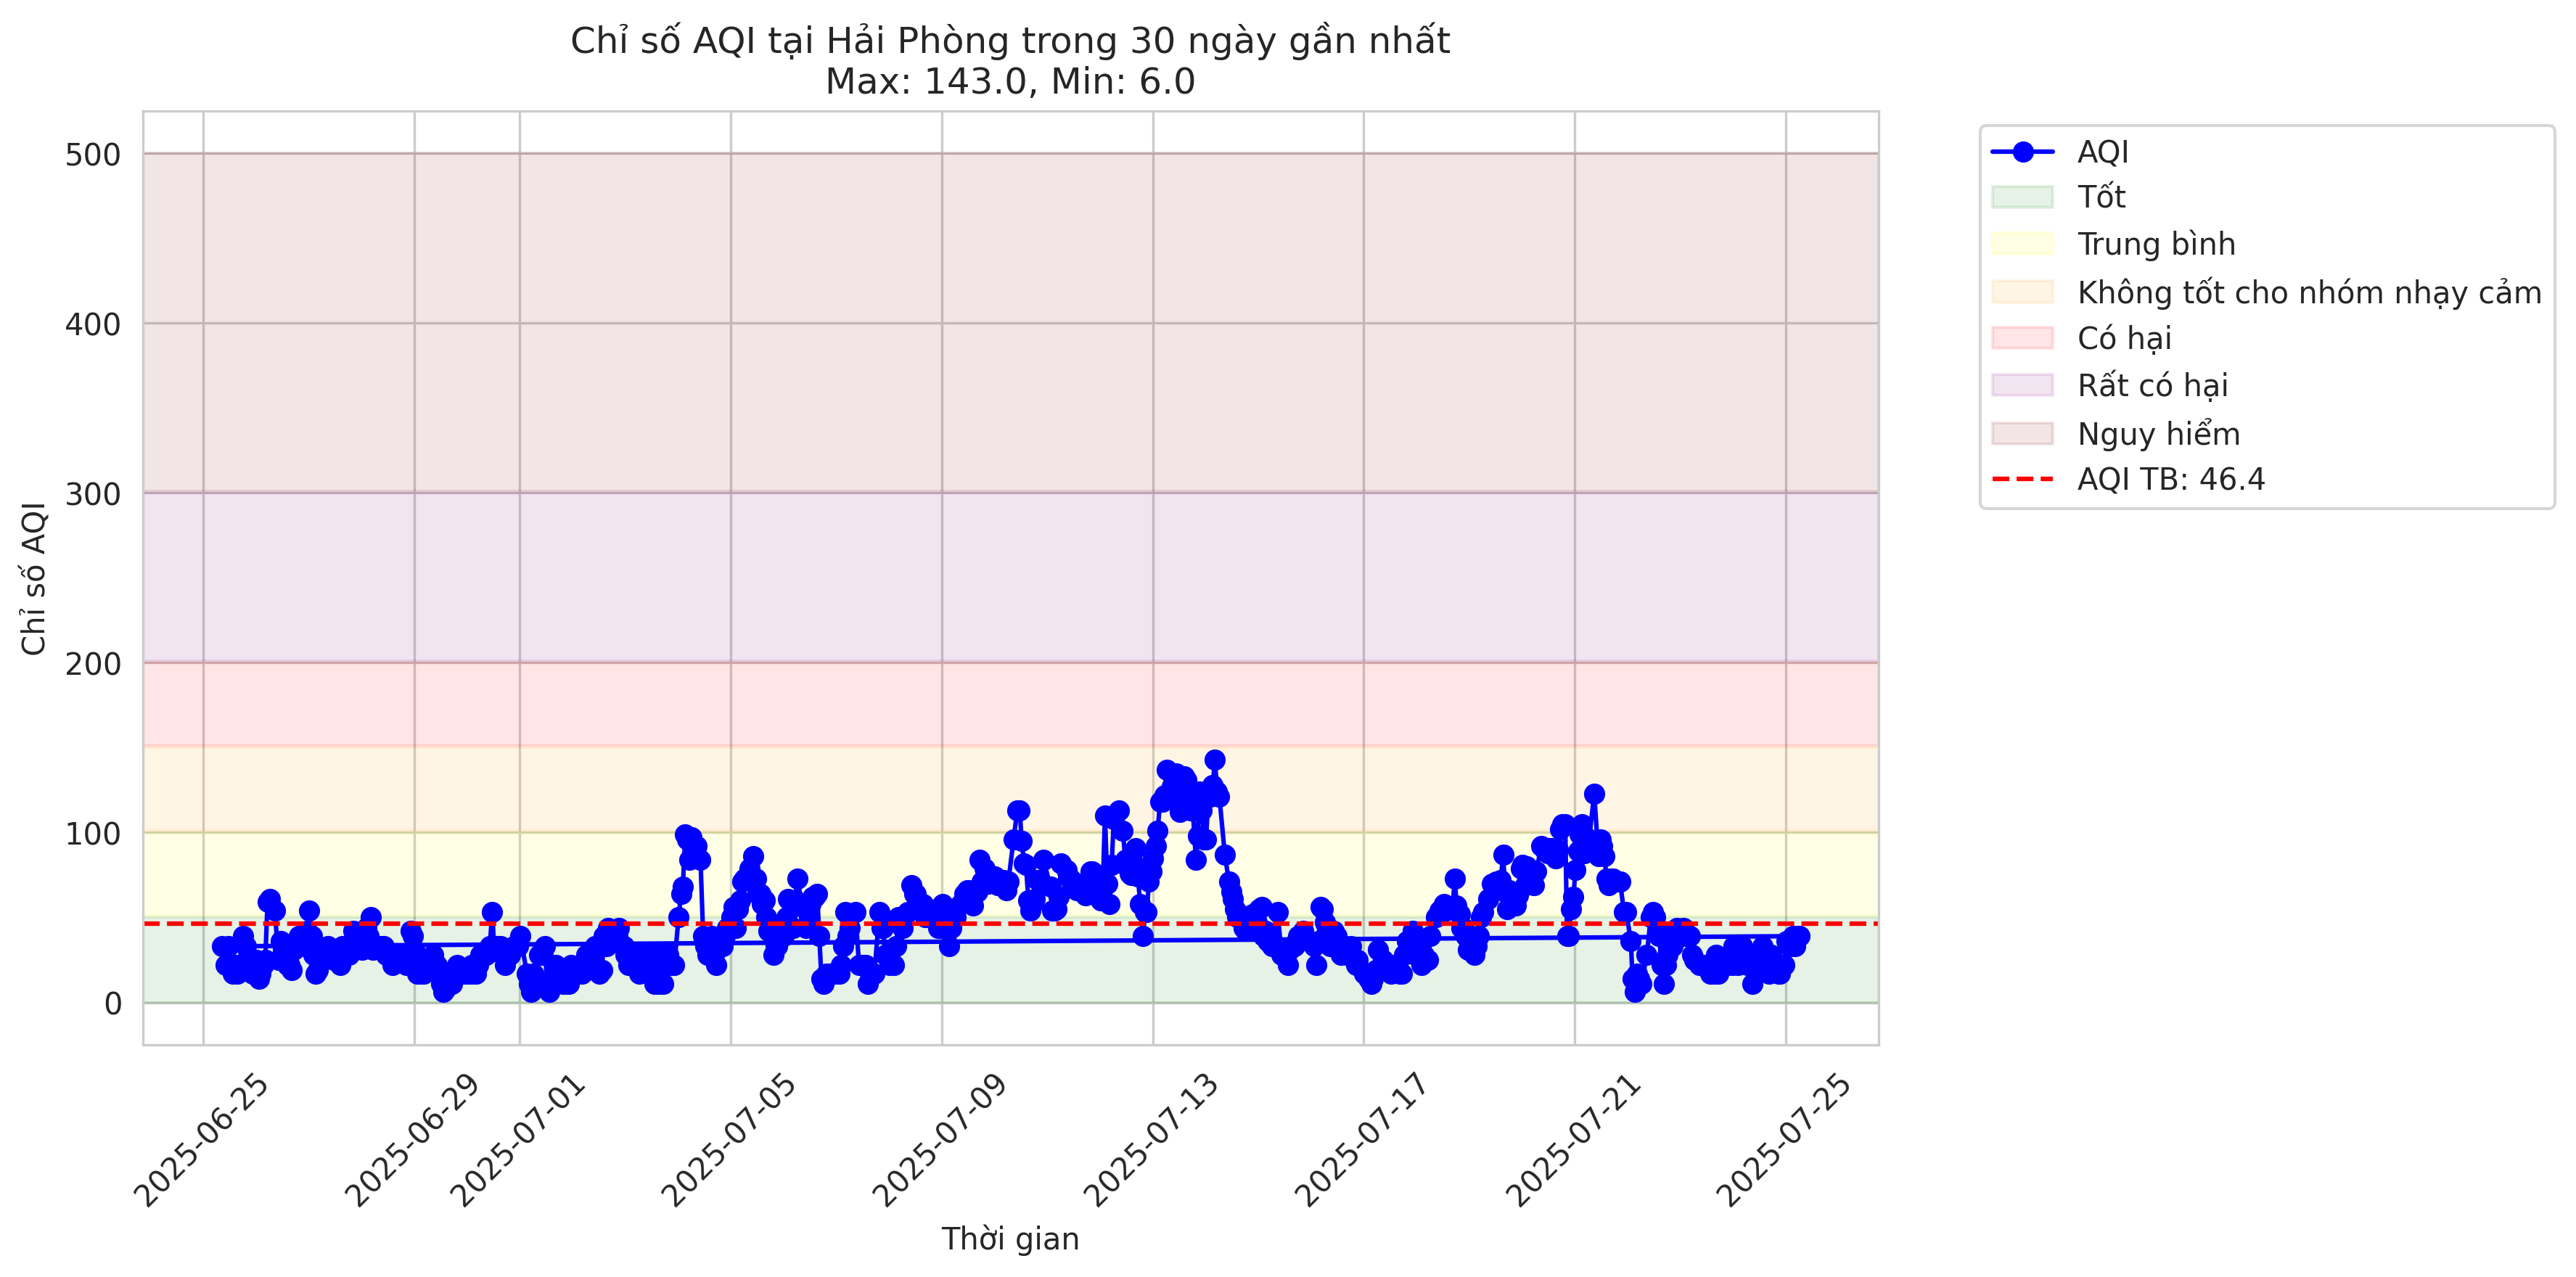 Chỉ số AQI tại Hải Phòng trong 30 ngày gần nhất
Max: 143.0, Min: 6.0
Chỉ số AQI
500
400
300
200
100
0
2025-06-25
2025-06-29
2025-07-01
2025-07-05
2025-07-09
2025-07-13
2025-07-17
2025-07-21
2025-07-25
Thời gian
AQI
Tốt
Trung bình
Không tốt cho nhóm nhạy cảm
Có hại
Rất có hại
Nguy hiểm
AQI TB: 46.4